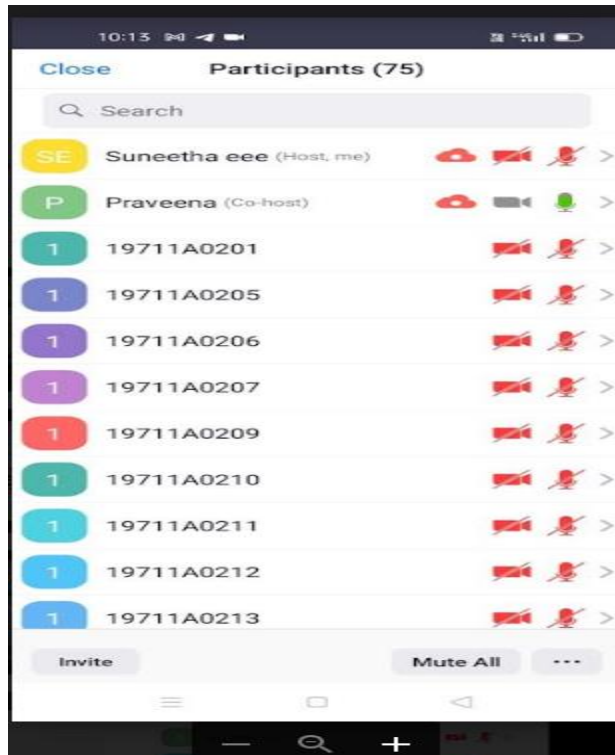 10:13
Close Participants (75)
Search
SE Suneetha eee (Host, me)
P Praveena (Co-host)
1 19711A0201
1 19711A0205
1 19711A0206
1 19711A0207
1 19711A0209
1 19711A0210
1 19711A0211
1 19711A0212
1 19711A0213
Invite Mute All ...